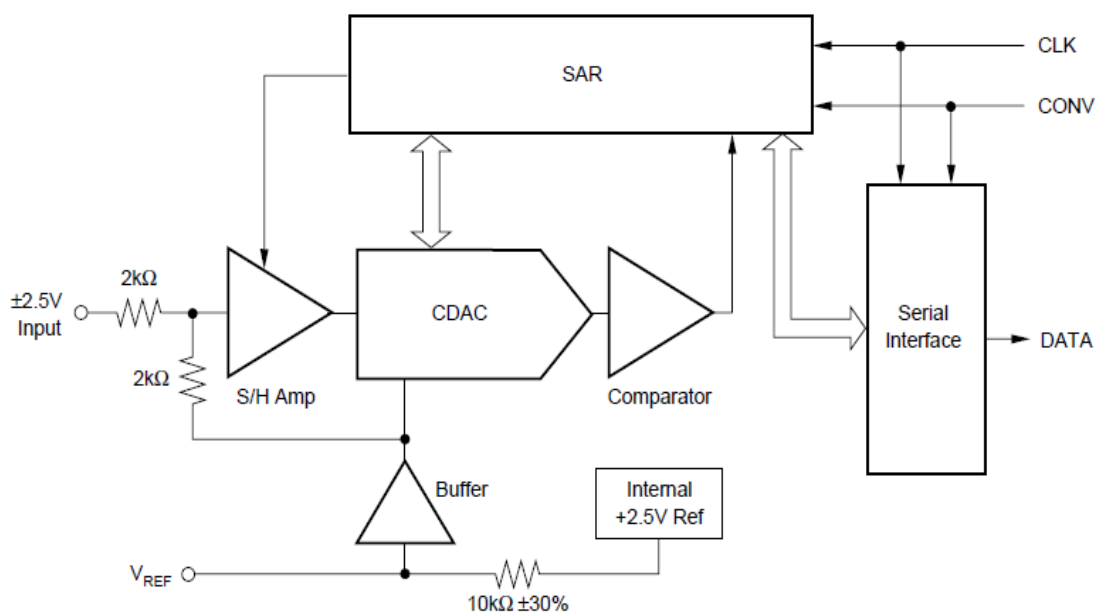 SAR
CLK
CONV
±2.5V
Input
2kΩ
2kΩ
S/H Amp
CDAC
Comparator
Serial
Interface
DATA
Buffer
Internal
+2.5V Ref
VREF
10kΩ ±30%